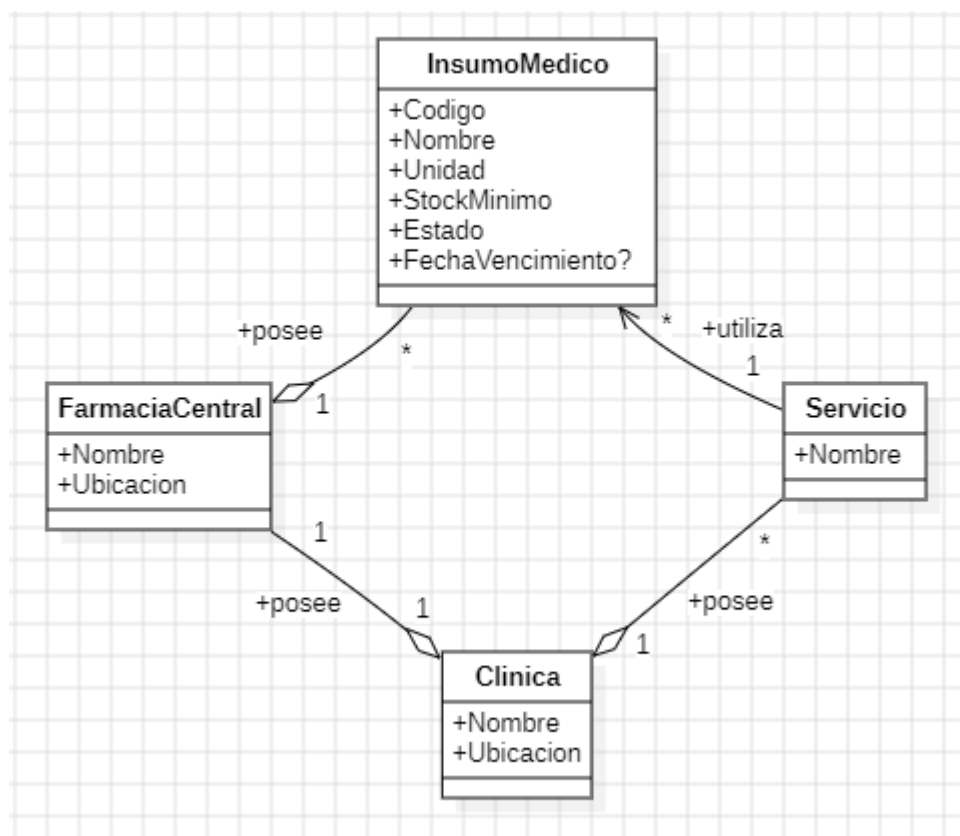 InsumoMedico
+Codigo
+Nombre
+Unidad
+StockMinimo
+Estado
+FechaVencimiento?
+posee
*
1
*
+utiliza
1
FarmaciaCentral
+Nombre
+Ubicacion
Servicio
+Nombre
1
+posee
1
*
+posee
1
Clinica
+Nombre
+Ubicacion